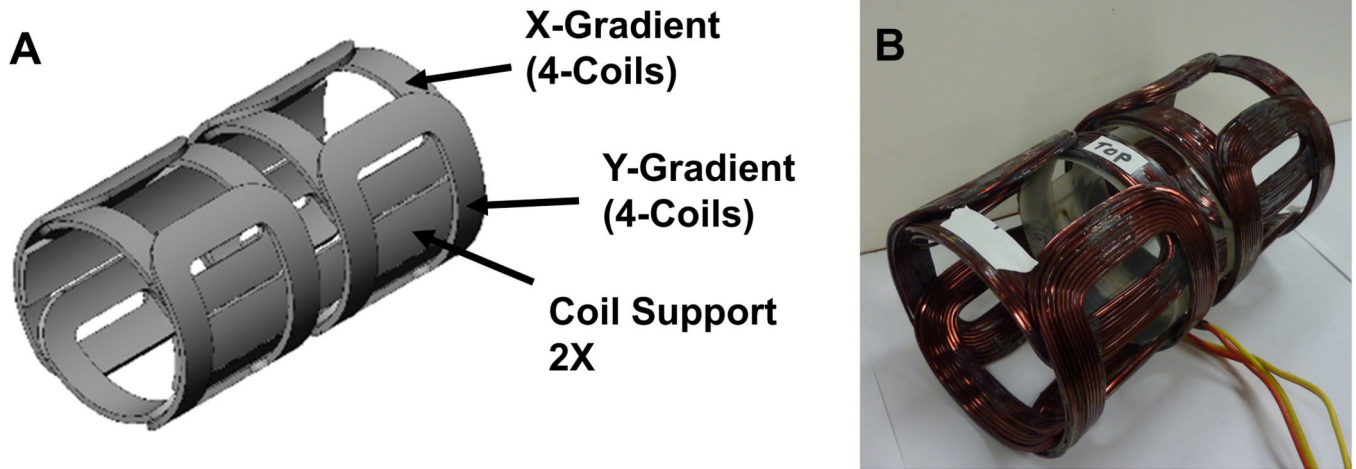 A
X-Gradient
(4-Coils)
Y-Gradient
(4-Coils)
Coil Support
2X
B
TOP